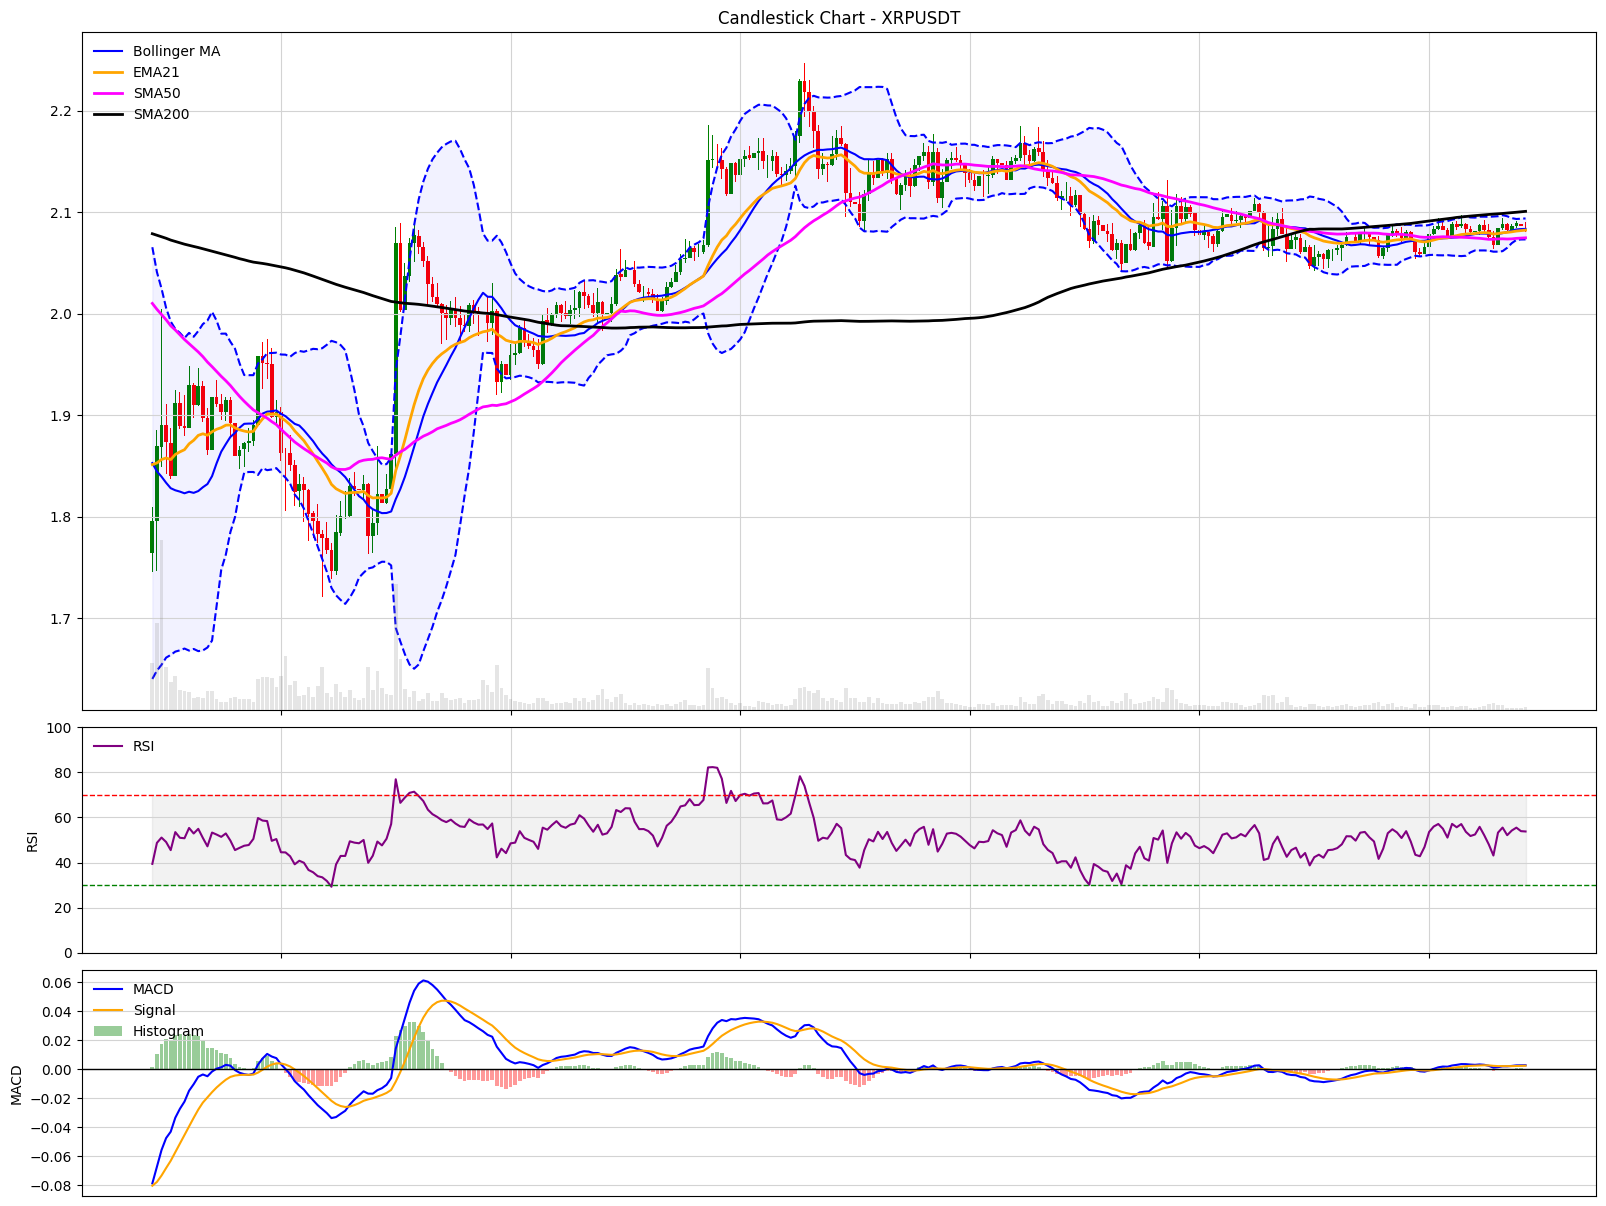 Candlestick Chart - XRPUSDT
Bollinger MA
EMA21
SMA50
SMA200
2.2
2.1
2.0
1.9
1.8
1.7
RSI
100
80
60
40
20
0
RSI
MACD
Signal
Histogram
0.06
0.04
0.02
0.00
−0.02
−0.04
−0.06
−0.08
MACD